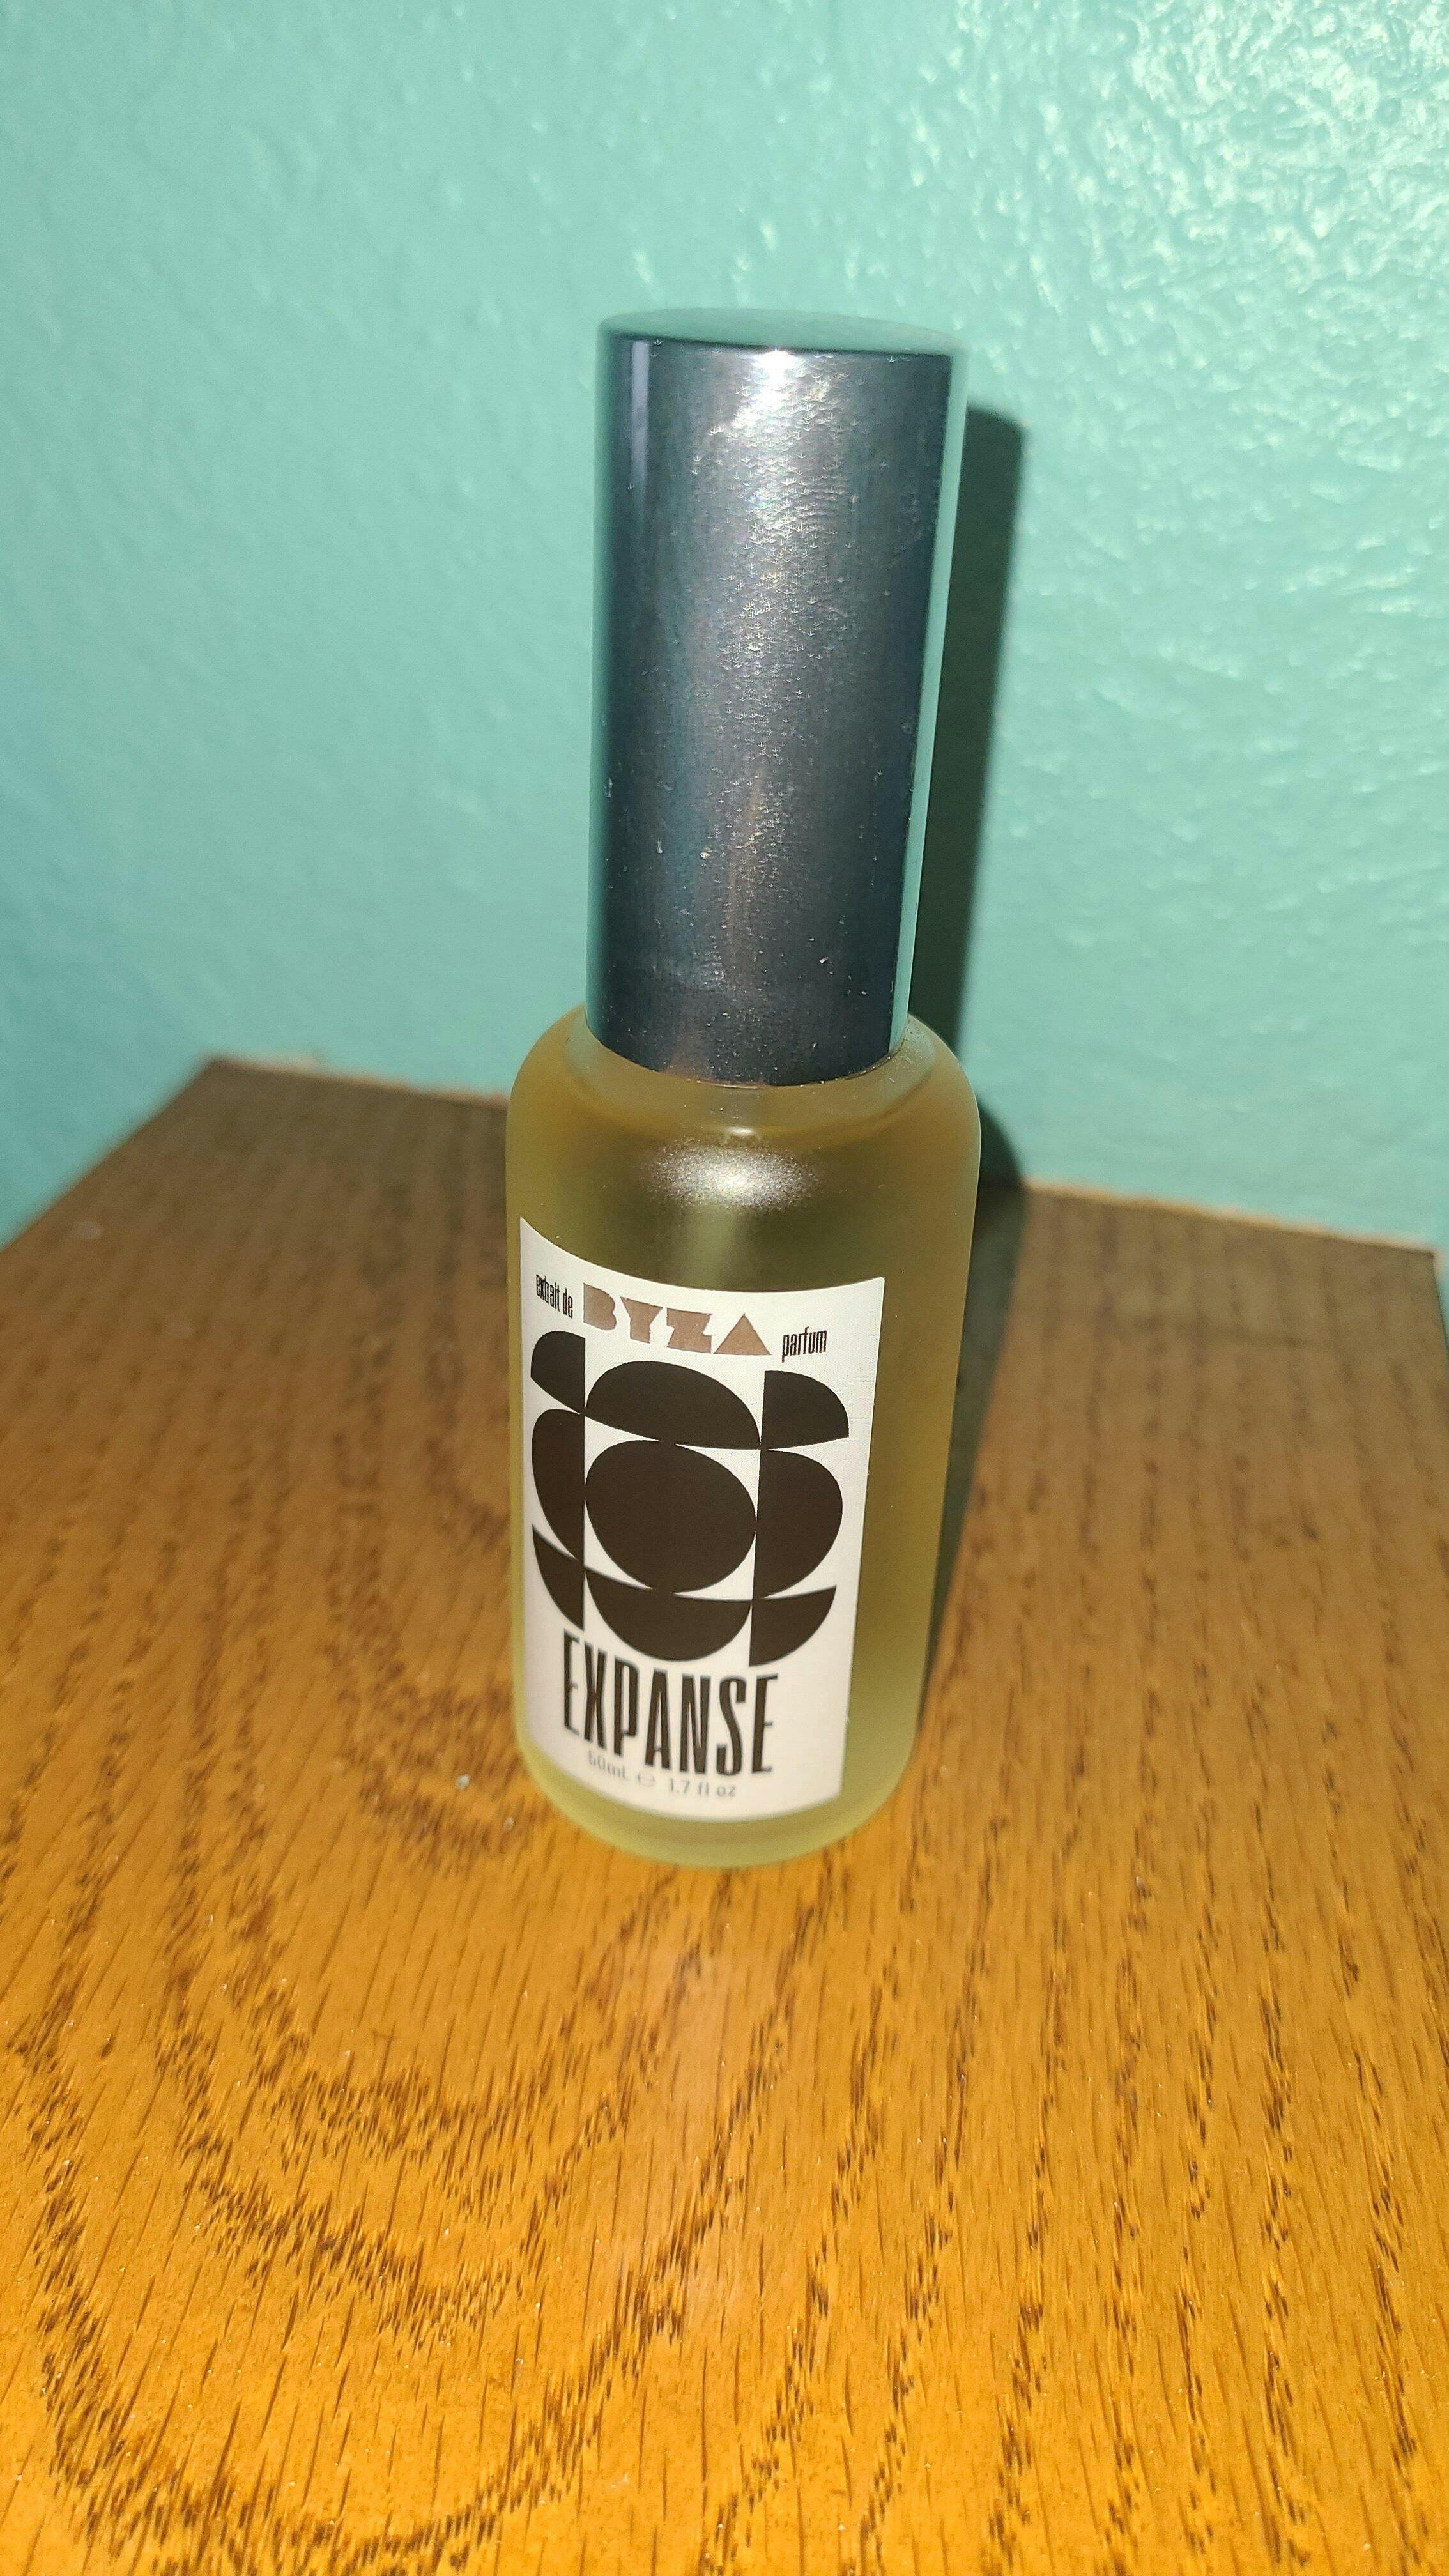 extrait de BYZA parfum
EXPANSE
50mL ℮ 1.7 fl oz